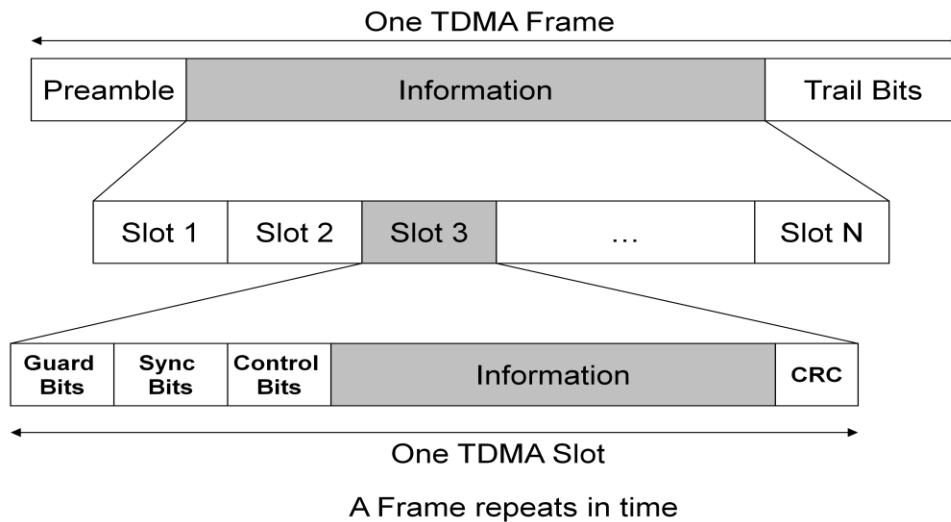 One TDMA Frame
Preamble Information Trail Bits
Slot 1 Slot 2 Slot 3 ... Slot N
Guard Bits Sync Bits Control Bits Information CRC
One TDMA Slot
A Frame repeats in time